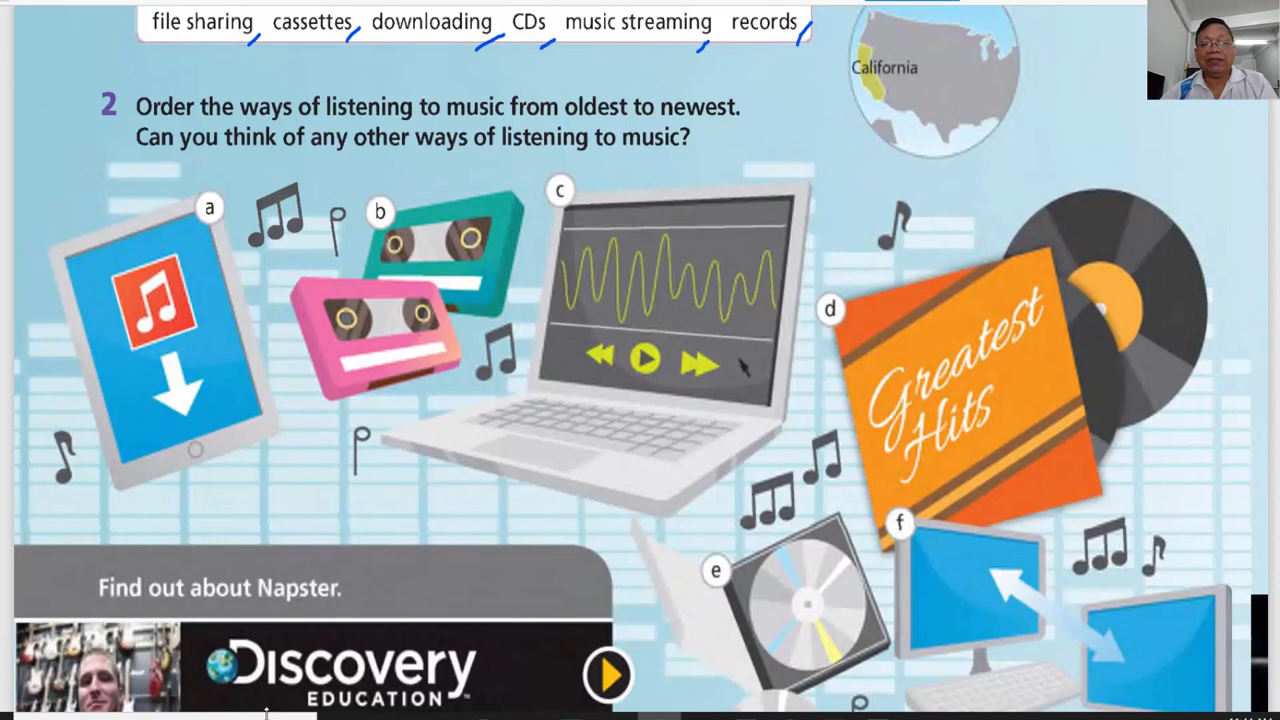 file sharing cassettes downloading CDs music streaming records
California
2 Order the ways of listening to music from oldest to newest.
Can you think of any other ways of listening to music?
a
b
c
d
Greatest
Hits
e
f
Find out about Napster.
DISCOVERY
EDUCATION